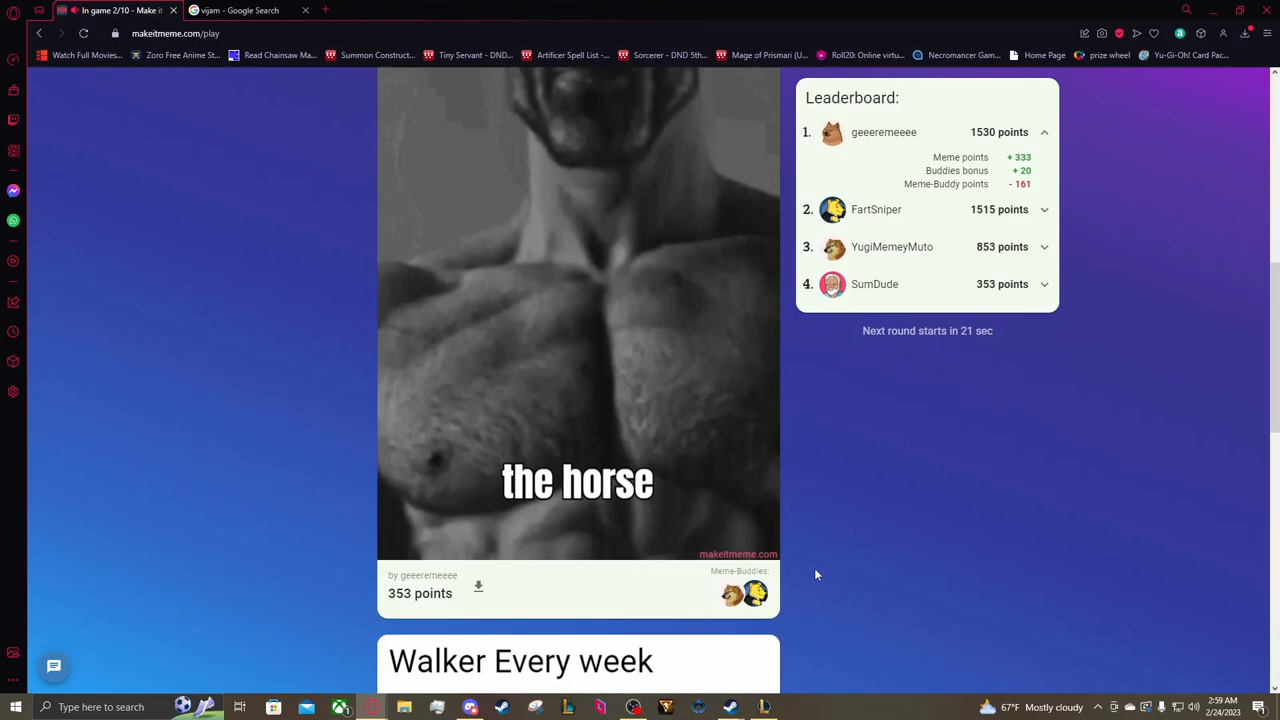 In game 2/10 - Make it
vijam - Google Search
makeitmeme.com/play
Watch Full Movies...
Zoro Free Anime St...
Read Chainsaw Ma...
Summon Construct...
Tiny Servant - DND...
Artificer Spell List -...
Sorcerer - DND 5th...
Mage of Prismari (U...
Roll20: Online virtu...
Necromancer Gam...
Home Page
prize wheel
Yu-Gi-Oh! Card Pac...
Leaderboard:
1. geeeremeeee 1530 points
Meme points + 333
Buddies bonus + 20
Meme-Buddy points - 161
2. FartSniper 1515 points
3. YugiMemeyMuto 853 points
4. SumDude 353 points
Next round starts in 21 sec
the horse
makeitmeme.com
by geeeremeeee
353 points
Meme-Buddies:
Walker Every week
Type here to search
67°F Mostly cloudy
2:59 AM
2/24/2023